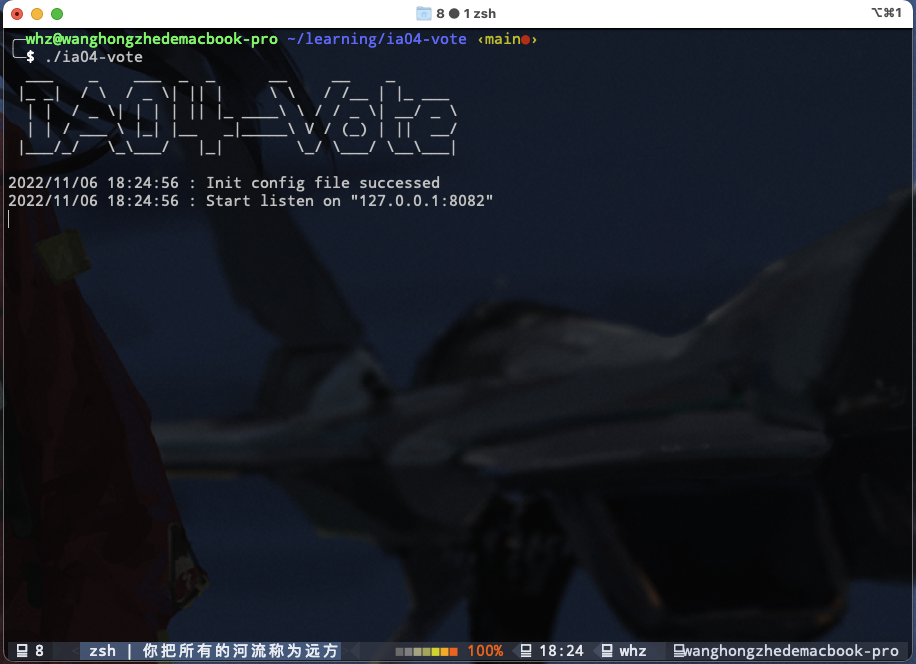 8 ● 1 zsh
⌥⌘1
whz@wanghongzhedemacbook-pro ~/learning/ia04-vote ‹main●›
$ ./ia04-vote
IA04-Vote
2022/11/06 18:24:56 : Init config file successed
2022/11/06 18:24:56 : Start listen on "127.0.0.1:8082"
8 zsh | 你把所有的河流称为远方 100% 18:24 whz wanghongzhedemacbook-pro